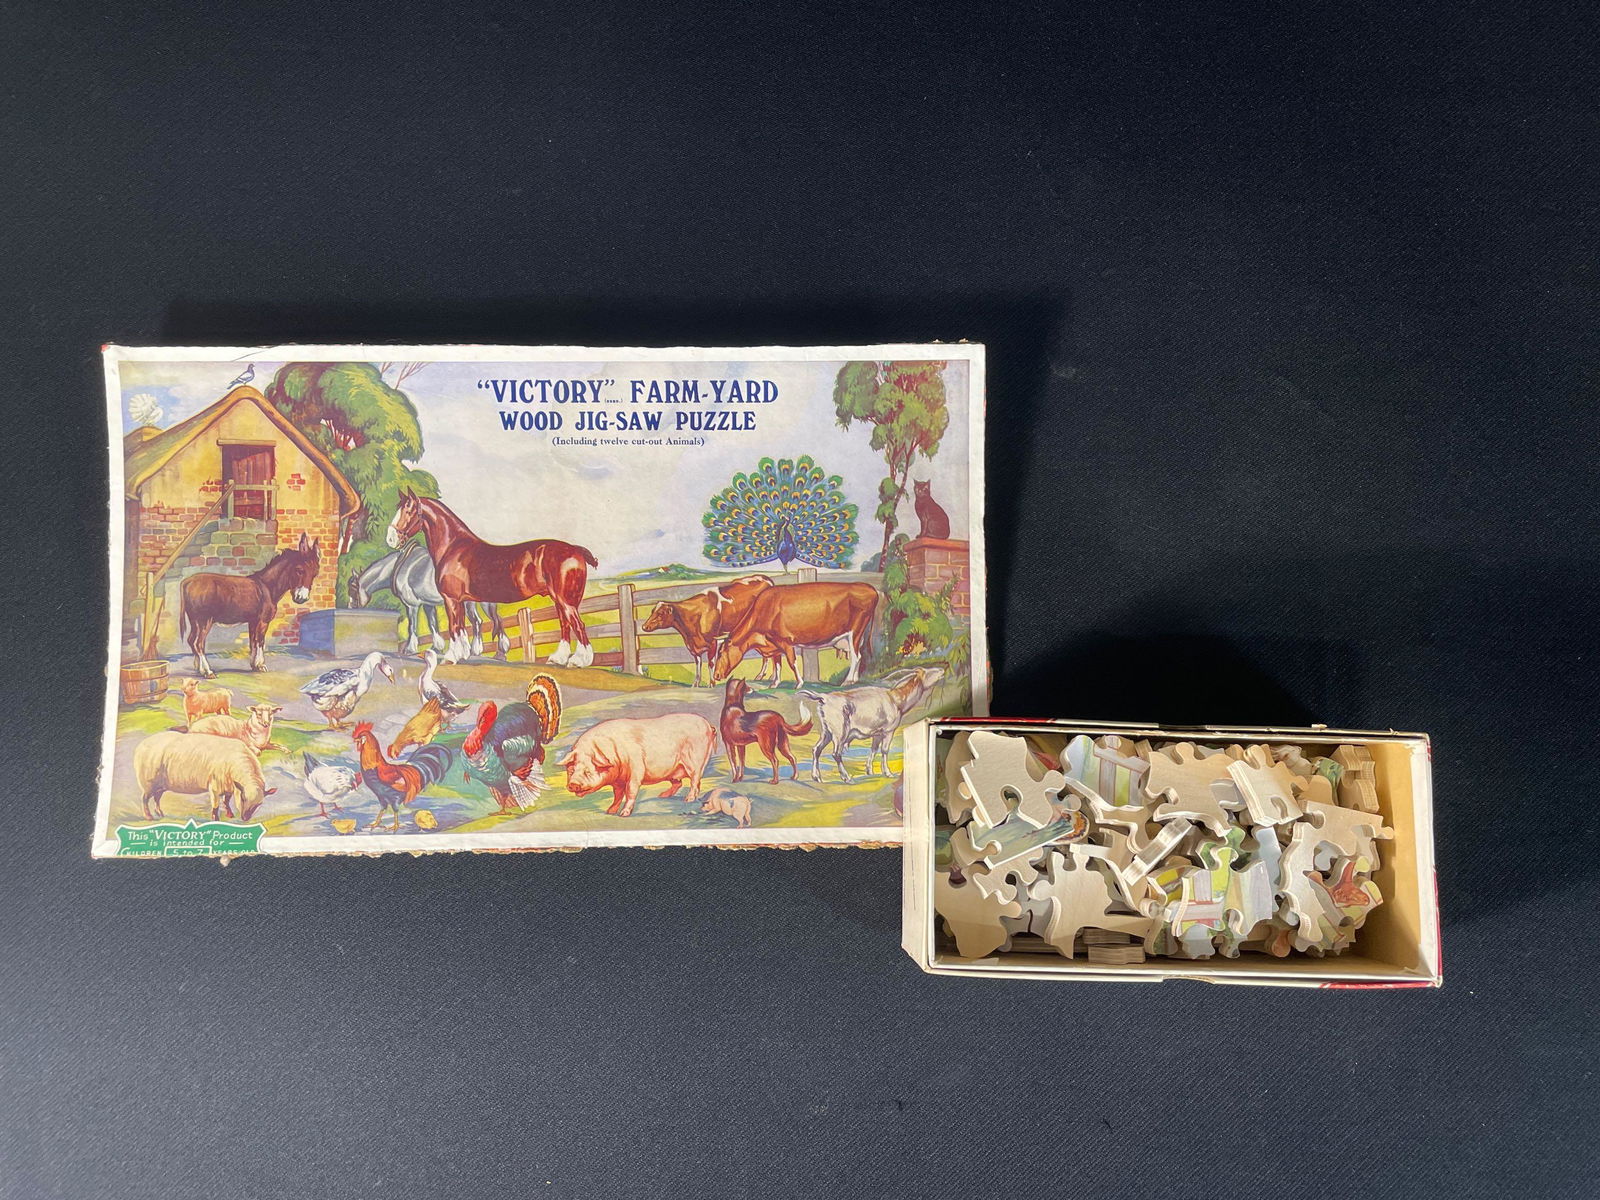 “VICTORY” FARM-YARD
WOOD JIG-SAW PUZZLE
(Including twelve cut-out Animals)
This “VICTORY” Product
is intended for
CHILDREN 5 to 7 YEARS OLD